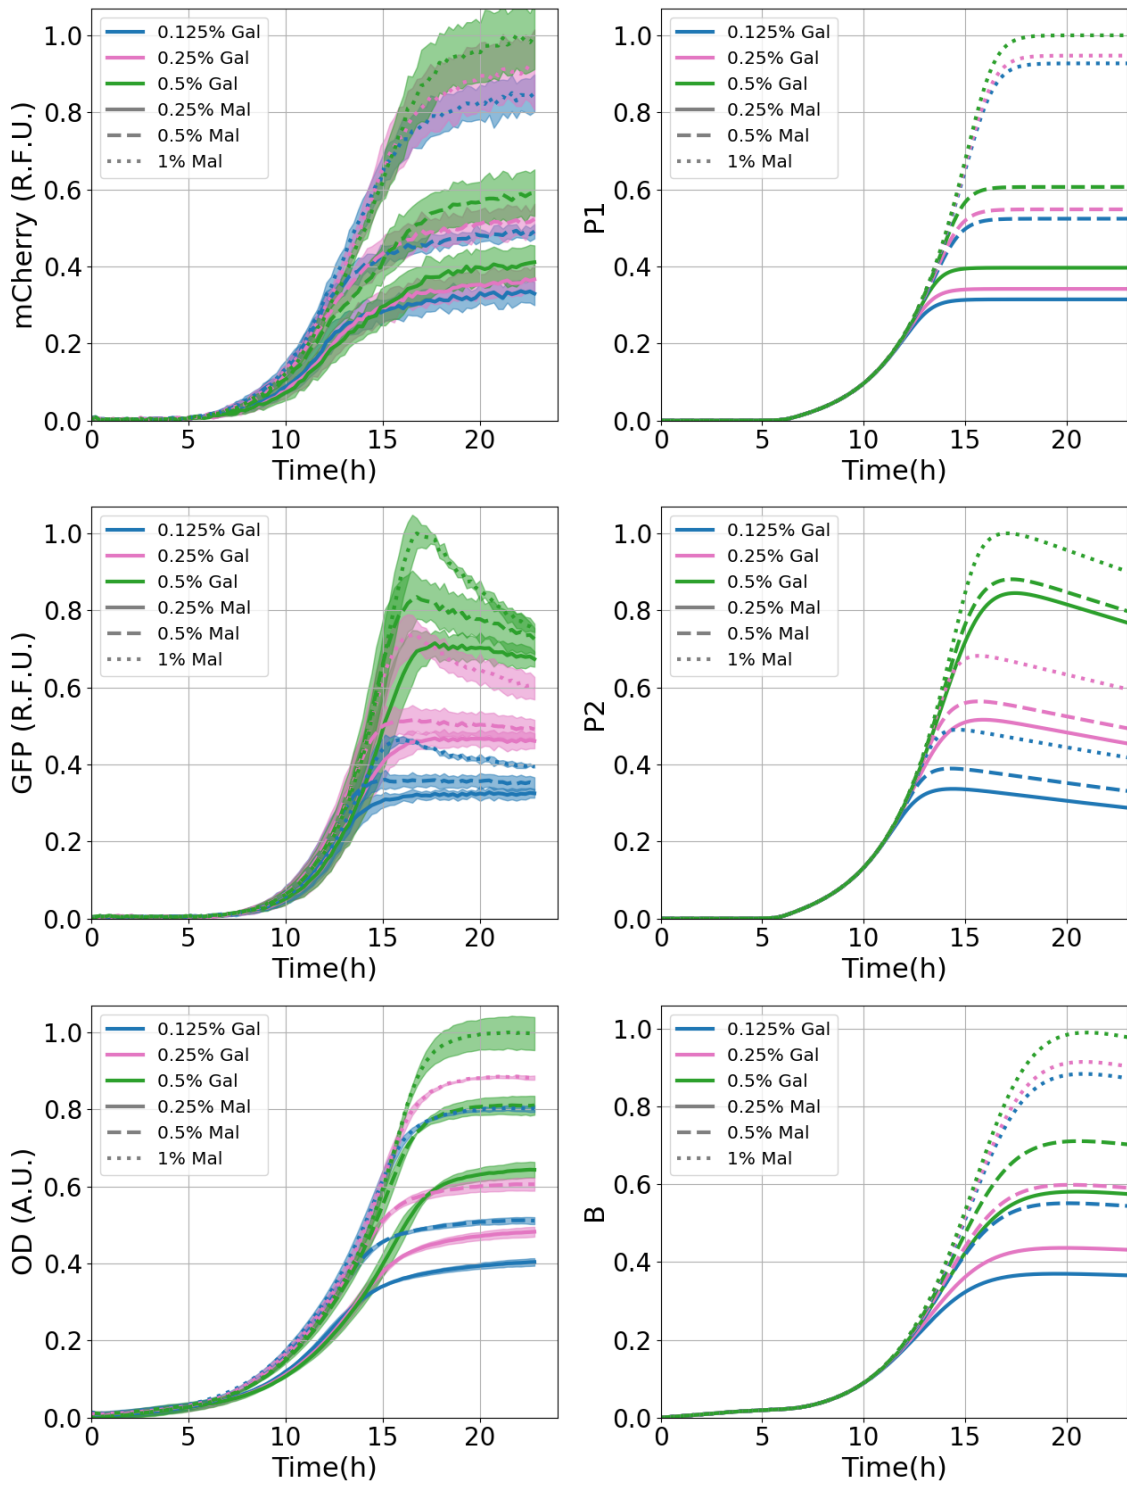 mCherry (R.F.U.)
1.0
0.8
0.6
0.4
0.2
0.0
0.125% Gal
0.25% Gal
0.5% Gal
0.25% Mal
0.5% Mal
1% Mal
0 5 10 15 20
Time(h)
P1
1.0
0.8
0.6
0.4
0.2
0.0
0.125% Gal
0.25% Gal
0.5% Gal
0.25% Mal
0.5% Mal
1% Mal
0 5 10 15 20
Time(h)
GFP (R.F.U.)
1.0
0.8
0.6
0.4
0.2
0.0
0.125% Gal
0.25% Gal
0.5% Gal
0.25% Mal
0.5% Mal
1% Mal
0 5 10 15 20
Time(h)
P2
1.0
0.8
0.6
0.4
0.2
0.0
0.125% Gal
0.25% Gal
0.5% Gal
0.25% Mal
0.5% Mal
1% Mal
0 5 10 15 20
Time(h)
OD (A.U.)
1.0
0.8
0.6
0.4
0.2
0.0
0.125% Gal
0.25% Gal
0.5% Gal
0.25% Mal
0.5% Mal
1% Mal
0 5 10 15 20
Time(h)
B
1.0
0.8
0.6
0.4
0.2
0.0
0.125% Gal
0.25% Gal
0.5% Gal
0.25% Mal
0.5% Mal
1% Mal
0 5 10 15 20
Time(h)